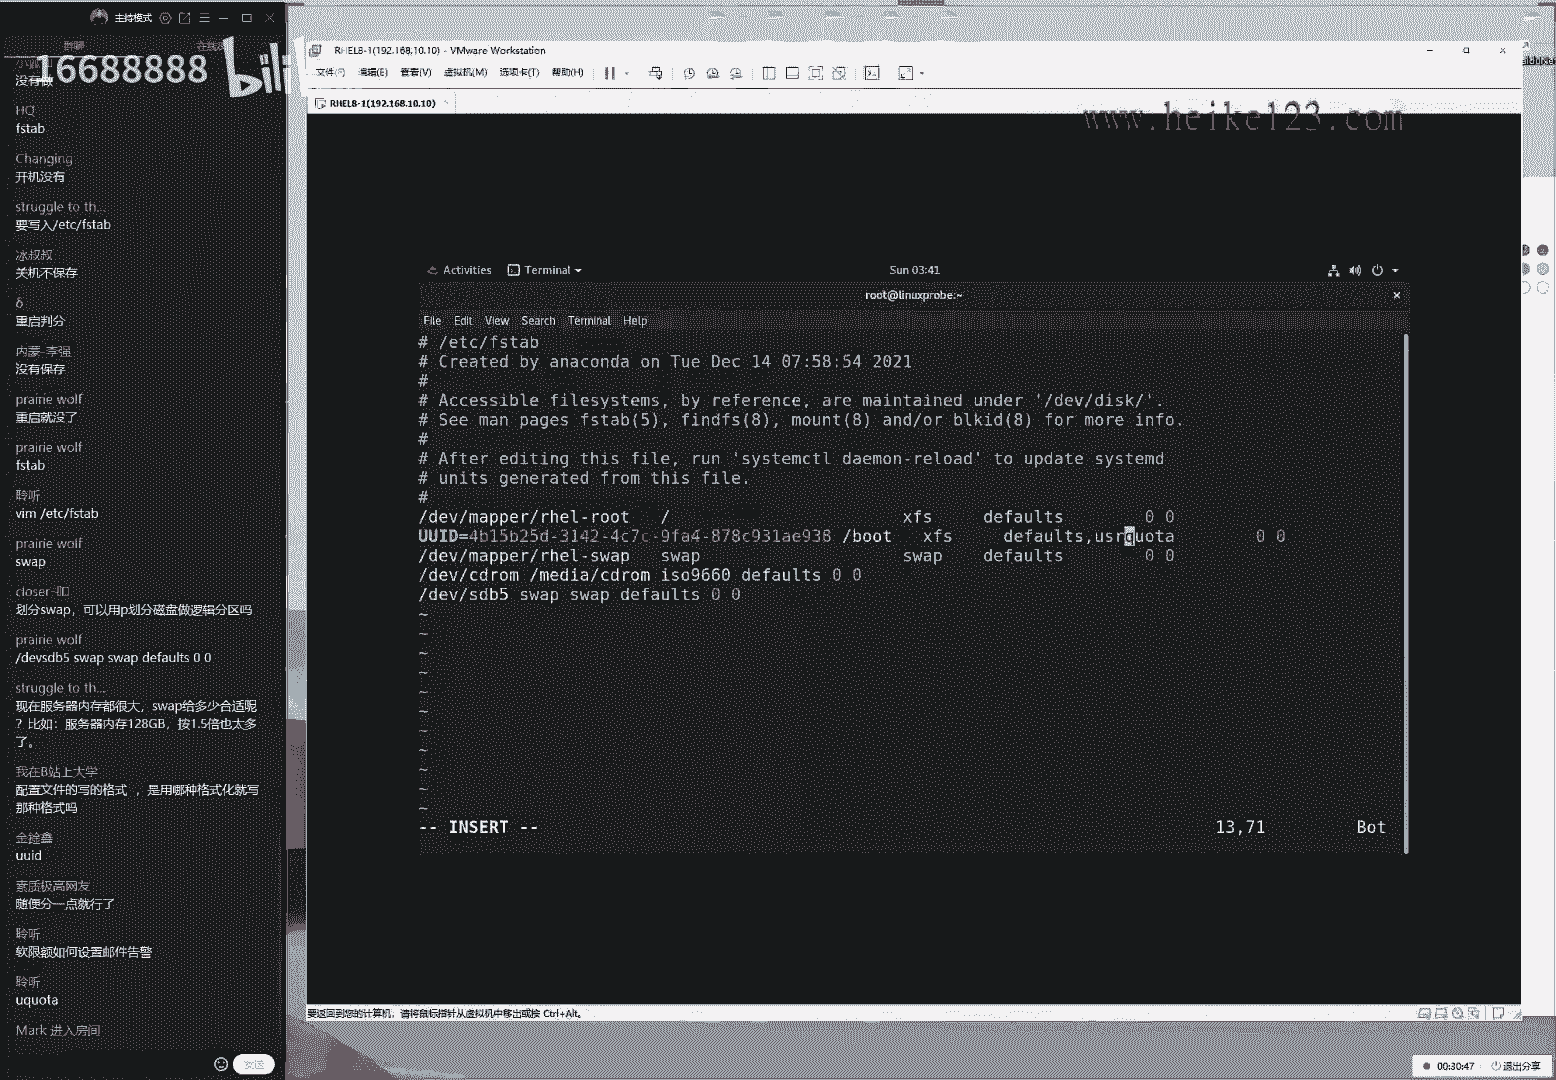 主持模式
16688888 bili
没有做
HQ
fstab
Changing
开机没有
struggle to th...
要写入/etc/fstab
冰叔叔
关机不保存
6
重启判分
内蒙-李强
没有保存
prairie wolf
重启就没了
prairie wolf
fstab
聆听
vim /etc/fstab
prairie wolf
swap
划分swap，可以用p划分磁盘做逻辑分区吗
prairie wolf
/devsdb5 swap swap defaults 0 0
struggle to th...
现在服务器内存都很大，swap给多少合适呢
？比如：服务器内存128GB，按1.5倍也太多
了。
我在B站上大学
配置文件的写的格式 ，是用哪种格式化就写
那种格式吗
uuid
素质极高网友
随便分一点就行了
聆听
软限额如何设置邮件告警
聆听
uquota
Mark 进入房间
发送
RHEL8-1(192.168.10.10) - VMware Workstation
文件(F) 编辑(E) 查看(V) 虚拟机(M) 选项卡(T) 帮助(H)
RHEL8-1(192.168.10.10)
www.heike123.com
Activities Terminal Sun 03:41
root@linuxprobe:~
File Edit View Search Terminal Help
# /etc/fstab
# Created by anaconda on Tue Dec 14 07:58:54 2021
#
# Accessible filesystems, by reference, are maintained under '/dev/disk/'.
# See man pages fstab(5), findfs(8), mount(8) and/or blkid(8) for more info.
#
# After editing this file, run 'systemctl daemon-reload' to update systemd
# units generated from this file.
#
/dev/mapper/rhel-root / xfs defaults 0 0
UUID=4b15b25d-3142-4c7c-9fa4-878c931ae938 /boot xfs defaults,usrquota 0 0
/dev/mapper/rhel-swap swap swap defaults 0 0
/dev/cdrom /media/cdrom iso9660 defaults 0 0
/dev/sdb5 swap swap defaults 0 0
~
~
~
~
~
~
~
~
~
~
~
-- INSERT -- 13,71 Bot
要返回到您的计算机，请将鼠标指针从虚拟机中移出或按 Ctrl+Alt。
00:30:47 退出分享